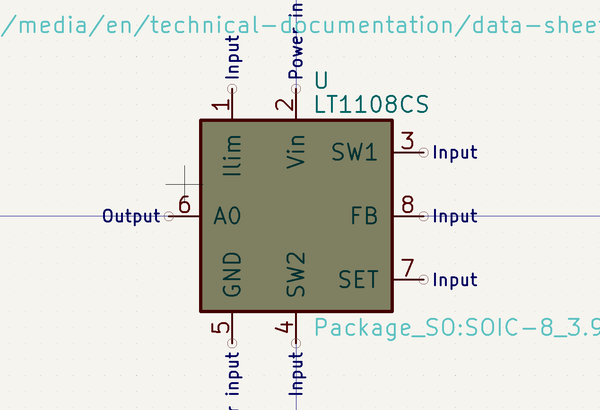 /media/en/technical-documentation/data-shee
Input
Power in
U
LT1108CS
1
2
Ilim
Vin
SW1
3
Input
Output
6
AO
FB
8
Input
GND
SW2
SET
7
Input
5
4
Package_SO:SOIC-8_3.9
input
Input